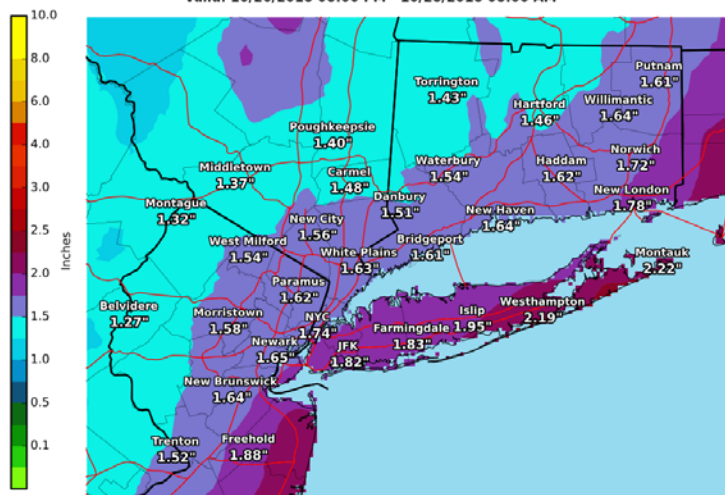 10.0
8.0
6.0
4.0
3.0
2.5
2.0
1.5
1.0
0.5
0.1
Inches
Putnam
1.61"
Torrington
1.43"
Willimantic
1.64"
Hartford
1.46"
Poughkeepsie
1.40"
Norwich
1.72"
Waterbury
1.54"
Haddam
1.62"
Middletown
1.37"
Carmel
1.48"
New London
1.78"
Danbury
1.51"
Montague
1.32"
New Haven
1.64"
New City
1.56"
Bridgeport
1.61"
West Milford
1.54"
White Plains
1.63"
Montauk
2.22"
Paramus
1.62"
Westhampton
2.19"
Belvidere
1.27"
Morristown
1.58"
NYC
1.74"
Islip
1.95"
Farmingdale
1.83"
Newark
1.65"
JFK
1.82"
New Brunswick
1.64"
Trenton
1.52"
Freehold
1.88"